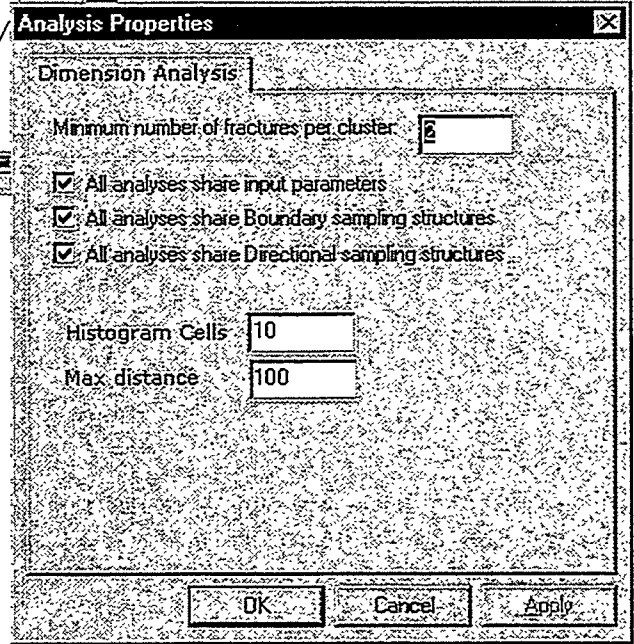 Analysis Properties
Dimension Analysis
Minimum number of fractures per cluster:
All analyses share input parameters
All analyses share Boundary sampling structures
All analyses share Directional sampling structures
Histogram Cells 10
Max distance 100
OK Cancel Apply